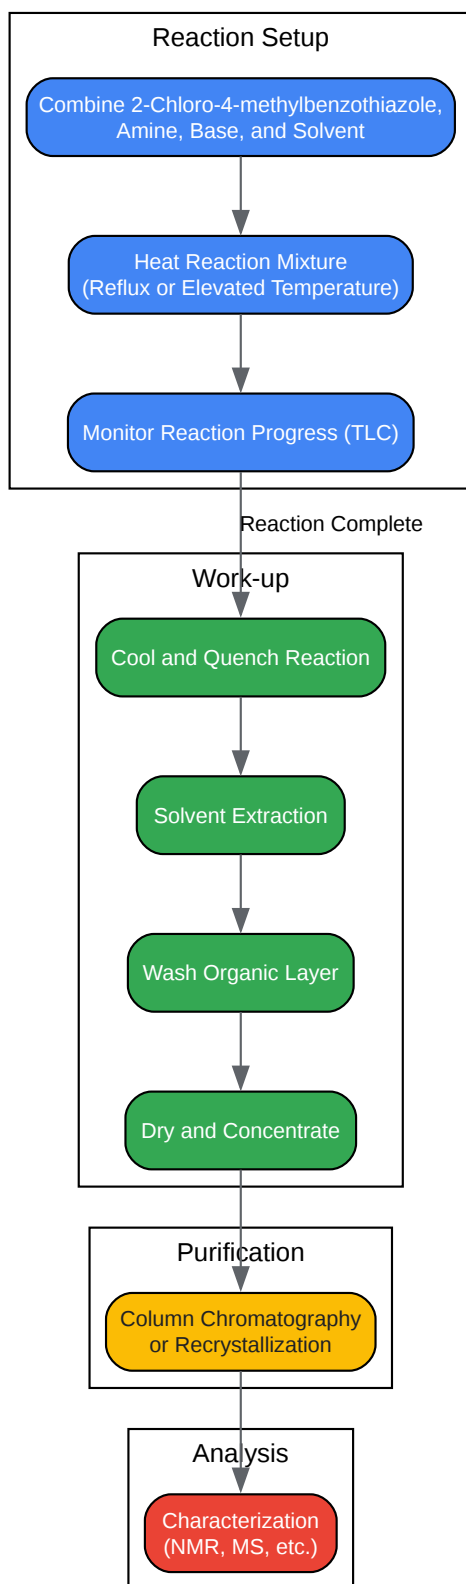 Reaction Setup
Combine 2-Chloro-4-methylbenzothiazole,
Amine, Base, and Solvent
Heat Reaction Mixture
(Reflux or Elevated Temperature)
Monitor Reaction Progress (TLC)
Reaction Complete
Work-up
Cool and Quench Reaction
Solvent Extraction
Wash Organic Layer
Dry and Concentrate
Purification
Column Chromatography
or Recrystallization
Analysis
Characterization
(NMR, MS, etc.)